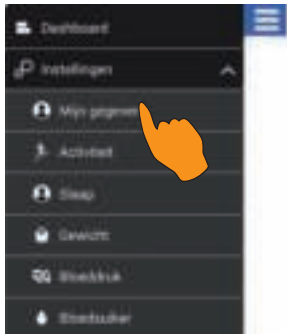 Dashboard
Instellingen
Mijn gegevens
Activiteit
Slaap
Gewicht
Bloeddruk
Bloedsuiker